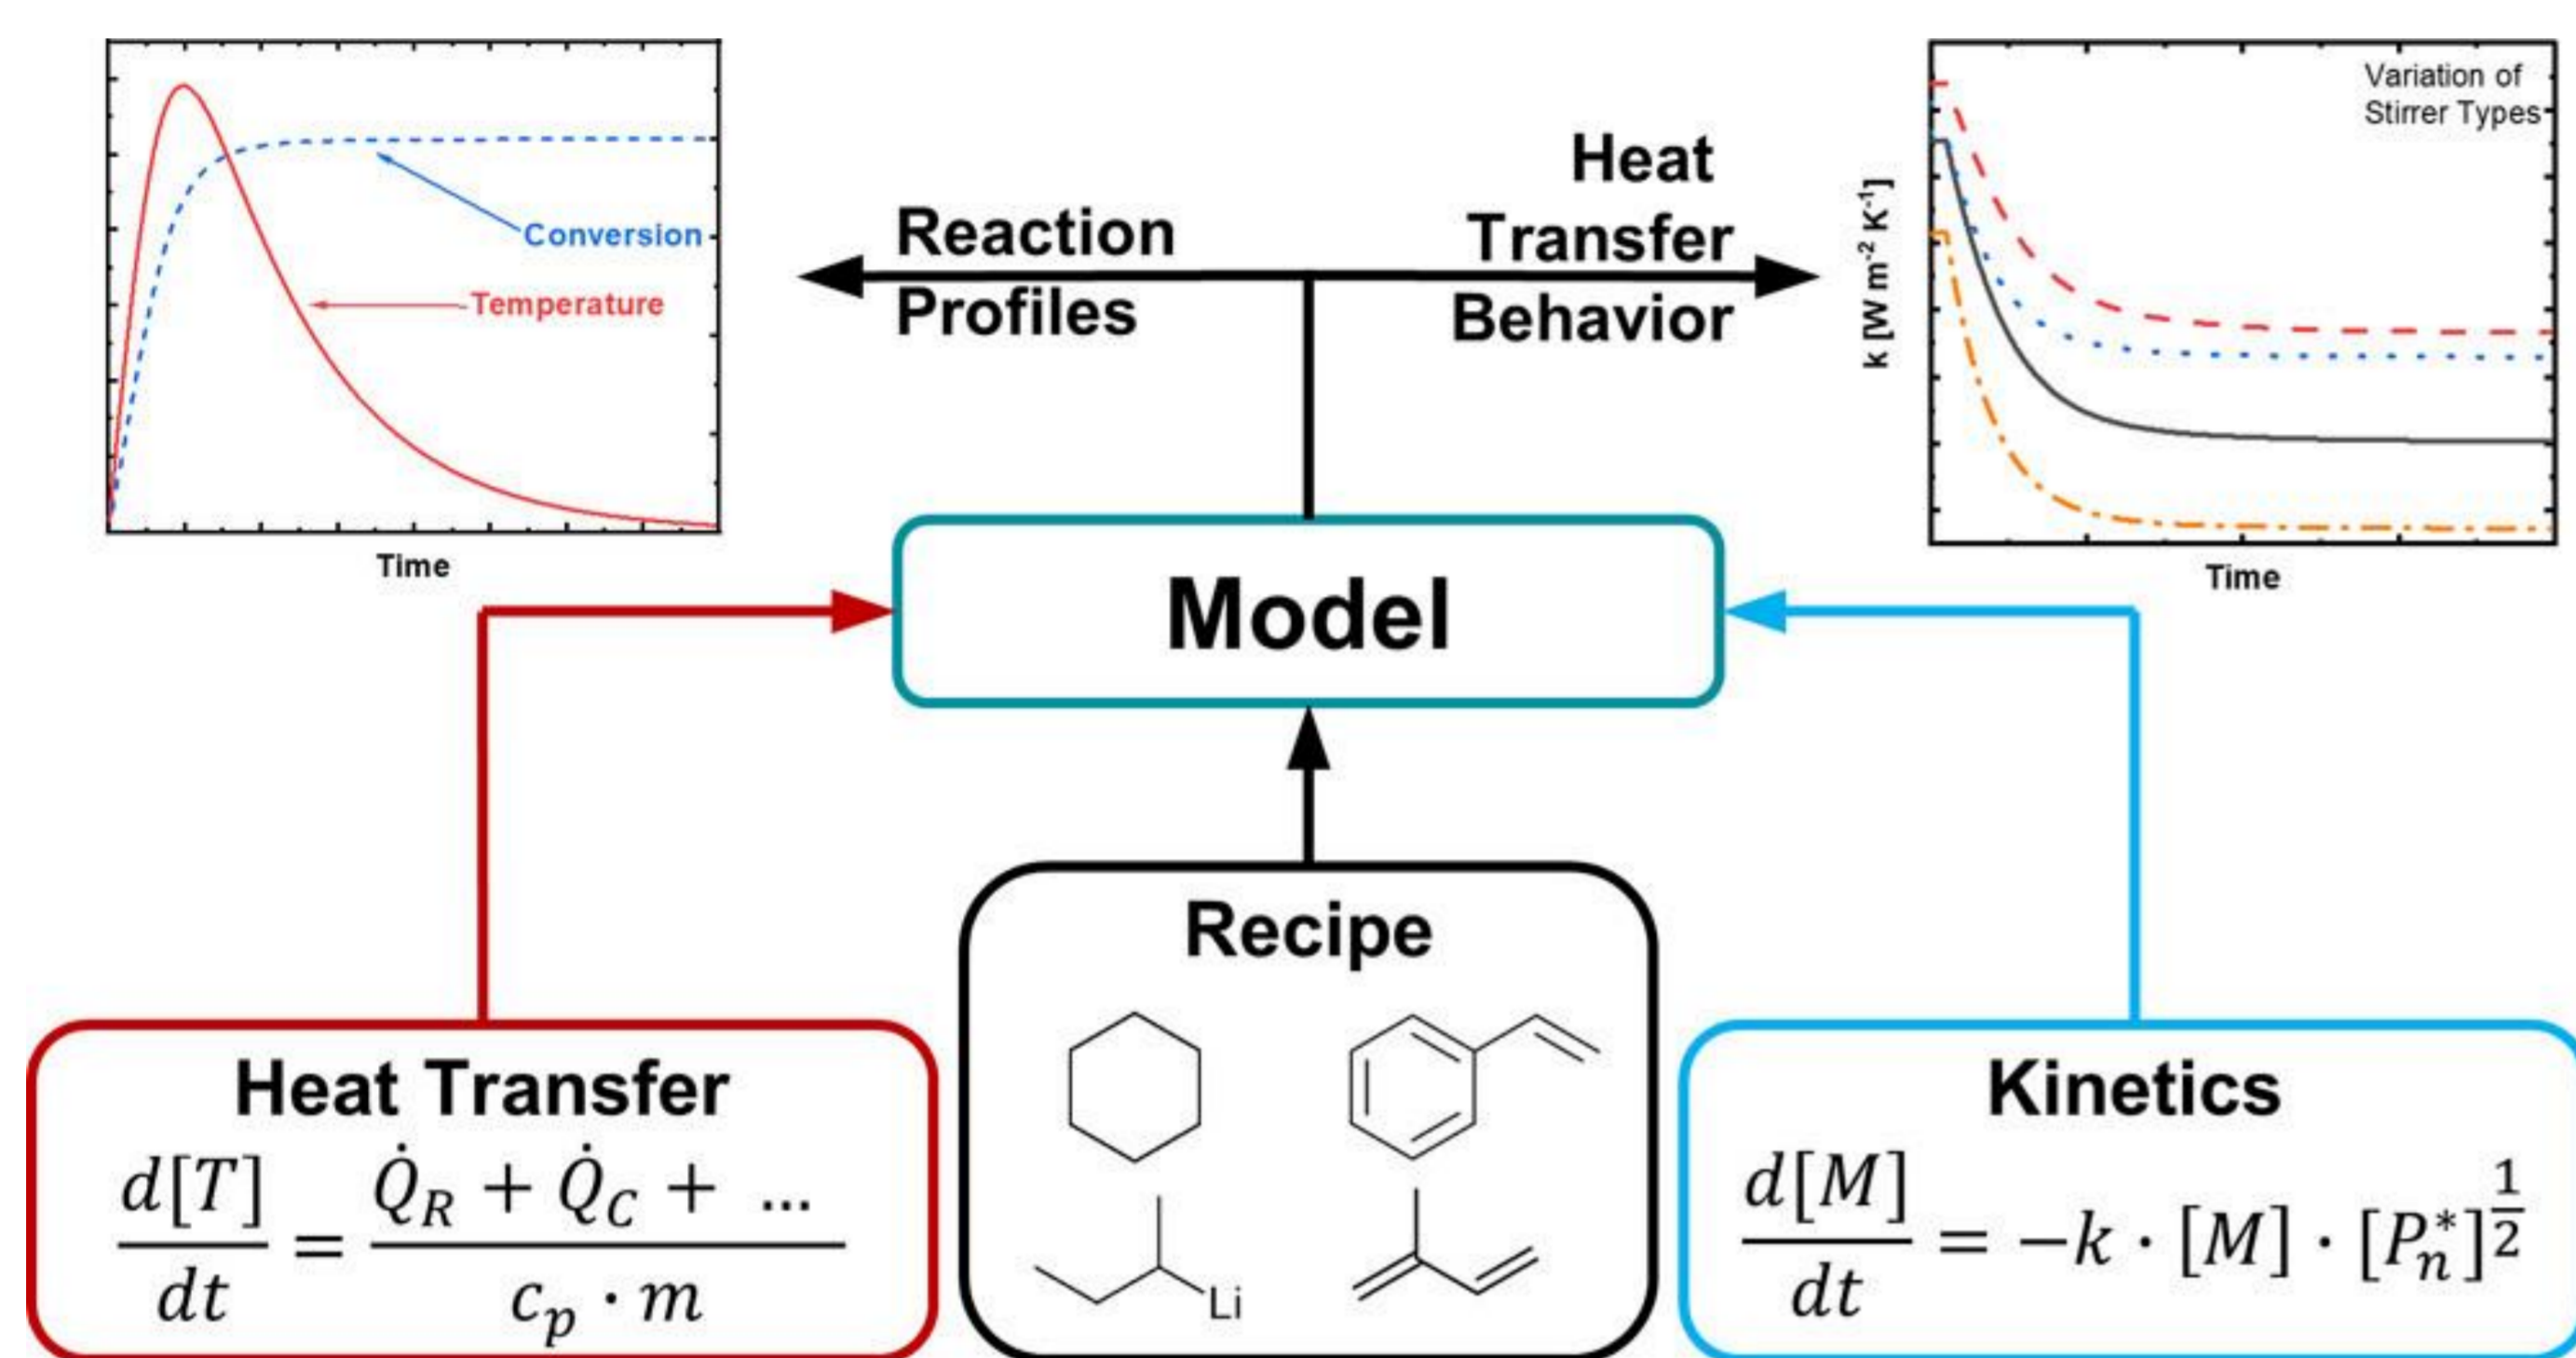 Conversion
Temperature
Time
Reaction
Profiles
Heat
Transfer
Behavior
Variation of
Stirrer Types
k [W m⁻² K⁻¹]
Time
Model
Recipe
Li
Heat Transfer
d[T]/dt = (Q̇_R + Q̇_C + ...)/(c_p · m)
Kinetics
d[M]/dt = −k · [M] · [P_n^*]^{1/2}